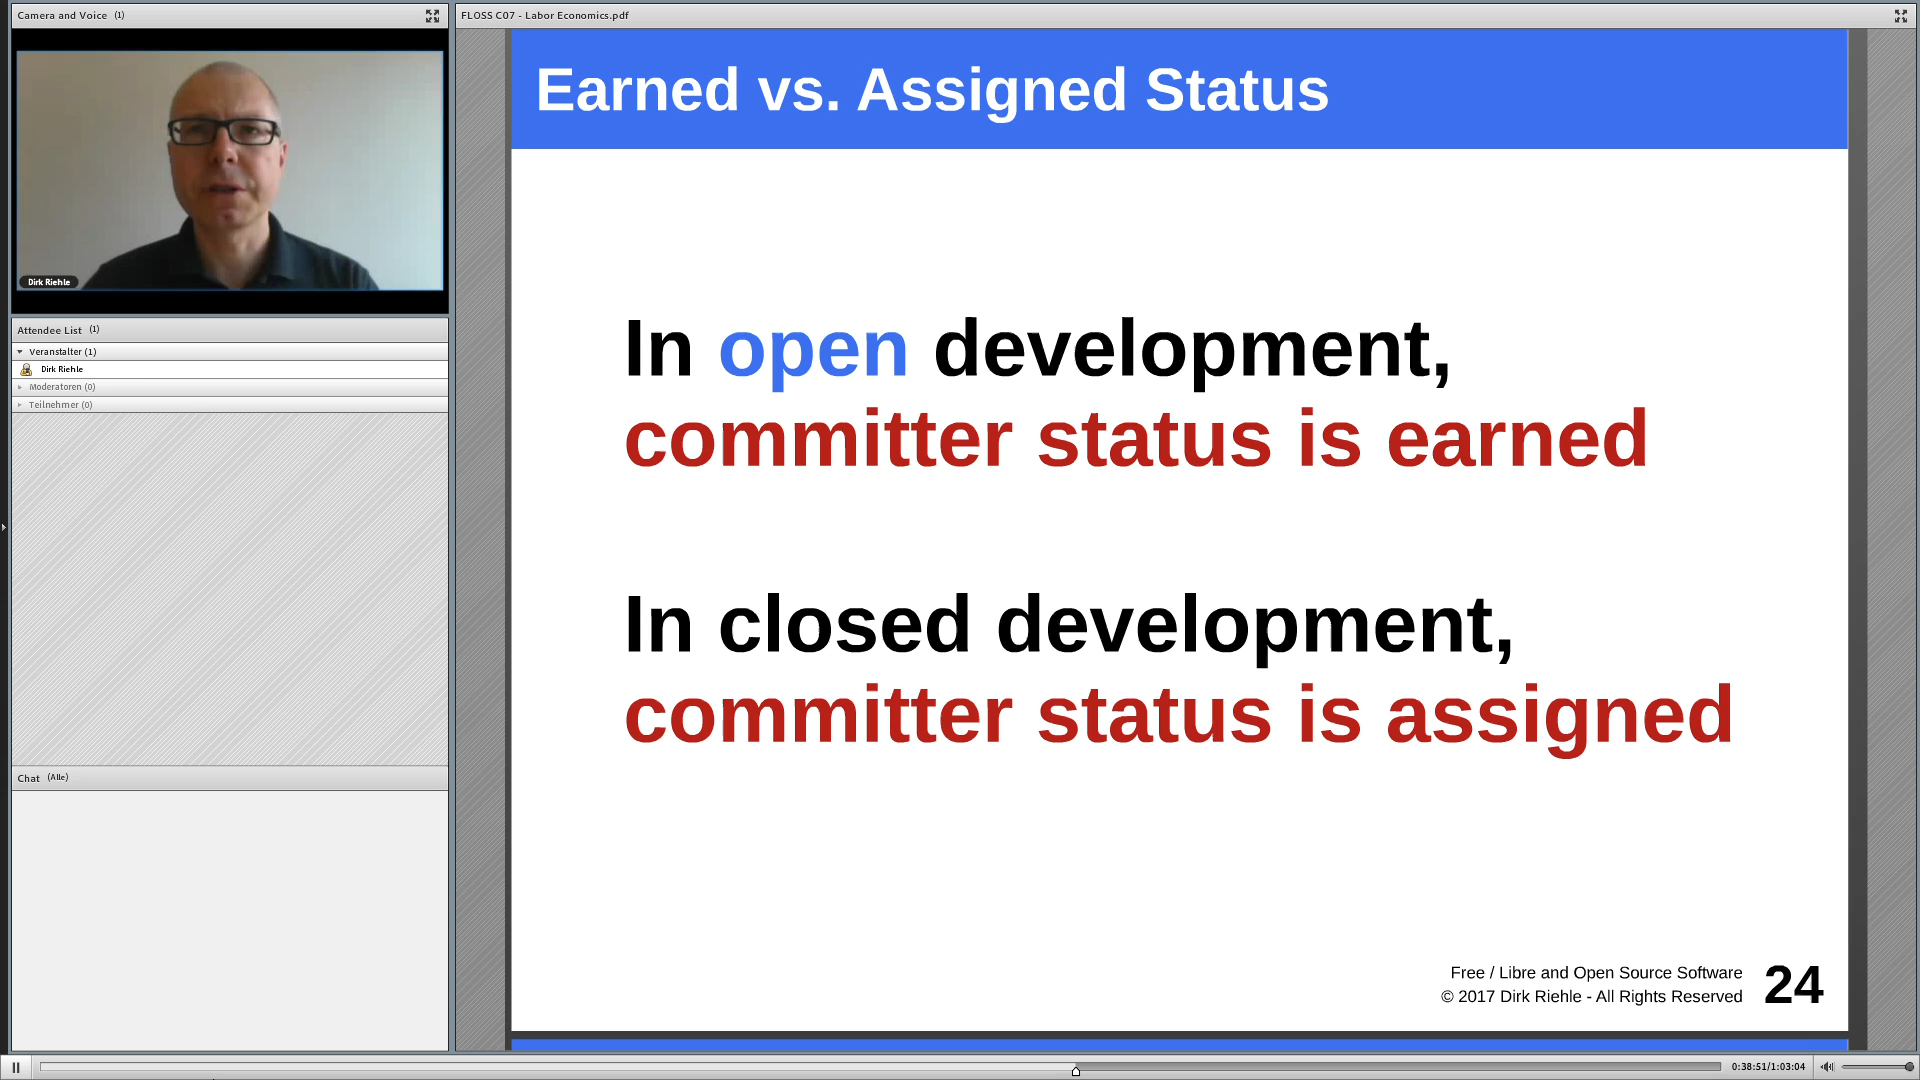 Camera and Voice (1)
Dirk Riehle
Attendee List (1)
Veranstalter (1)
Dirk Riehle
Moderatoren (0)
Teilnehmer (0)
Chat (Alle)
FLOSS C07 - Labor Economics.pdf
Earned vs. Assigned Status
In open development,
committer status is earned
In closed development,
committer status is assigned
Free / Libre and Open Source Software
© 2017 Dirk Riehle - All Rights Reserved
24
0:38:51/1:03:04